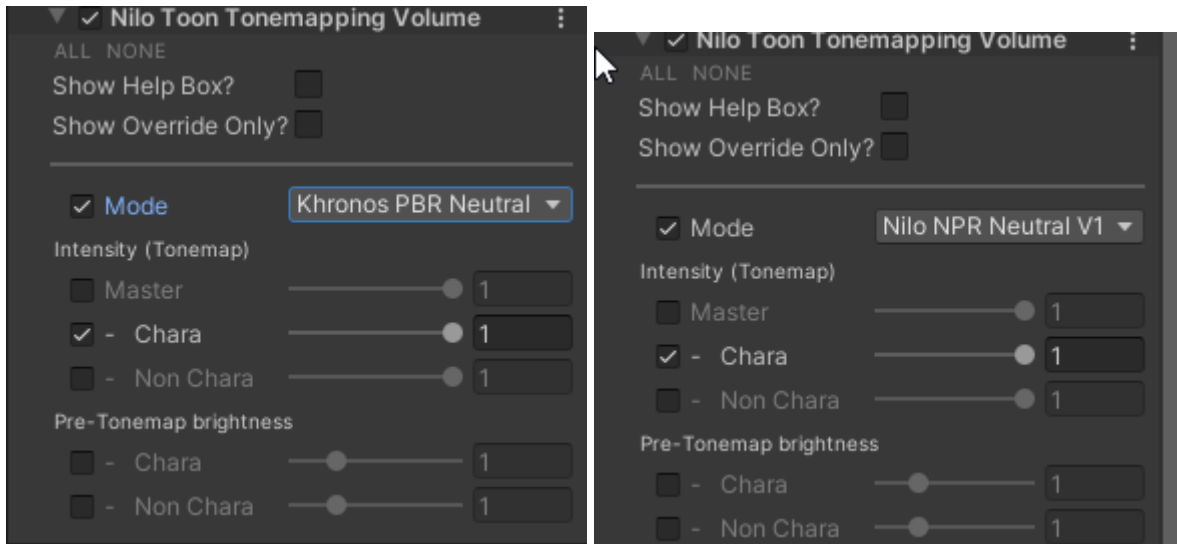 Nilo Toon Tonemapping Volume
ALL NONE
Show Help Box?
Show Override Only?
Mode Khronos PBR Neutral
Intensity (Tonemap)
Master 1
- Chara 1
- Non Chara 1
Pre-Tonemap brightness
- Chara 1
- Non Chara 1
Nilo Toon Tonemapping Volume
ALL NONE
Show Help Box?
Show Override Only?
Mode Nilo NPR Neutral V1
Intensity (Tonemap)
Master 1
- Chara 1
- Non Chara 1
Pre-Tonemap brightness
- Chara 1
- Non Chara 1